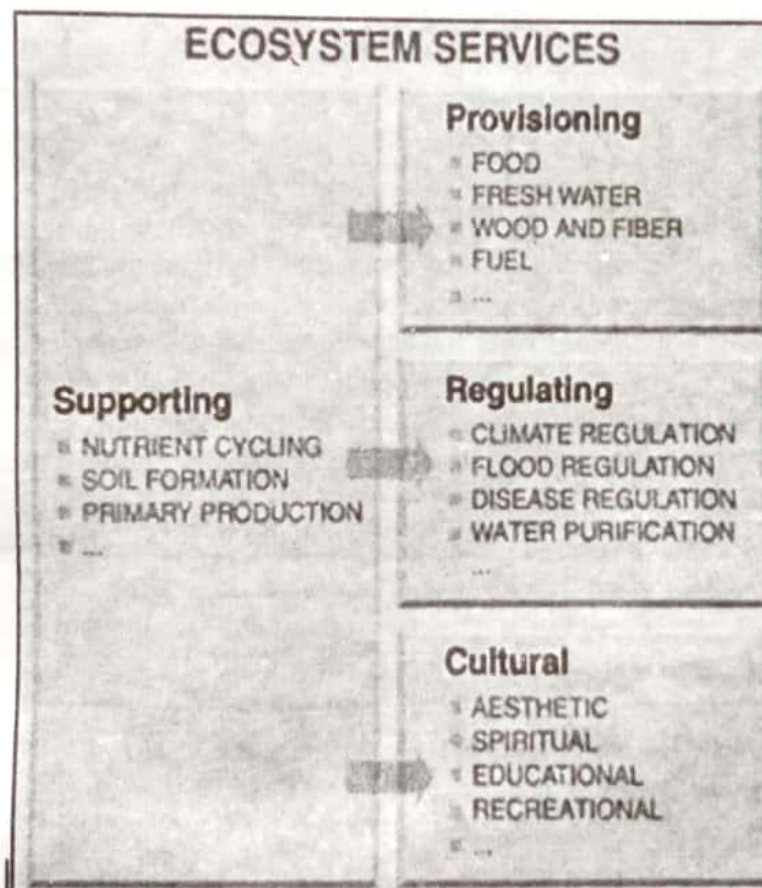 ECOSYSTEM SERVICES
Supporting
NUTRIENT CYCLING
SOIL FORMATION
PRIMARY PRODUCTION
...
Provisioning
FOOD
FRESH WATER
WOOD AND FIBER
FUEL
...
Regulating
CLIMATE REGULATION
FLOOD REGULATION
DISEASE REGULATION
WATER PURIFICATION
...
Cultural
AESTHETIC
SPIRITUAL
EDUCATIONAL
RECREATIONAL
...